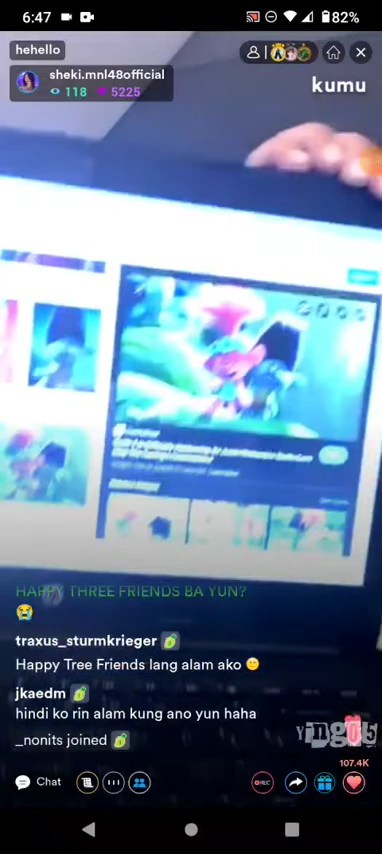 6:47
82%
hehello
sheki.mnl48official
118
5225
kumu
HAPPY THREE FRIENDS BA YUN?
😭
traxus_sturmkrieger
Happy Tree Friends lang alam ako 😁
jkaedm
hindi ko rin alam kung ano yun haha
_nonits joined
107.4K
Chat
REC